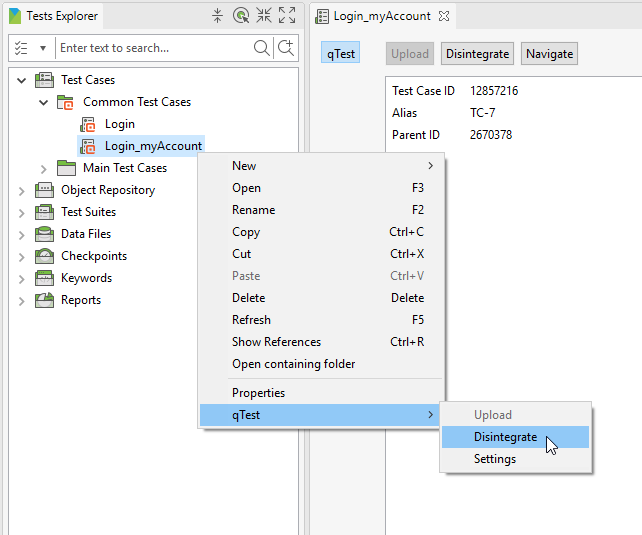 Tests Explorer
Enter text to search...
Test Cases
Common Test Cases
Login
Login_myAccount
Main Test Cases
Object Repository
Test Suites
Data Files
Checkpoints
Keywords
Reports
Login_myAccount
qTest
Upload Disintegrate Navigate
Test Case ID 12857216
Alias TC-7
Parent ID 2670378
New
Open F3
Rename F2
Copy Ctrl+C
Cut Ctrl+X
Paste Ctrl+V
Delete Delete
Refresh F5
Show References Ctrl+R
Open containing folder
Properties
qTest
Upload
Disintegrate
Settings